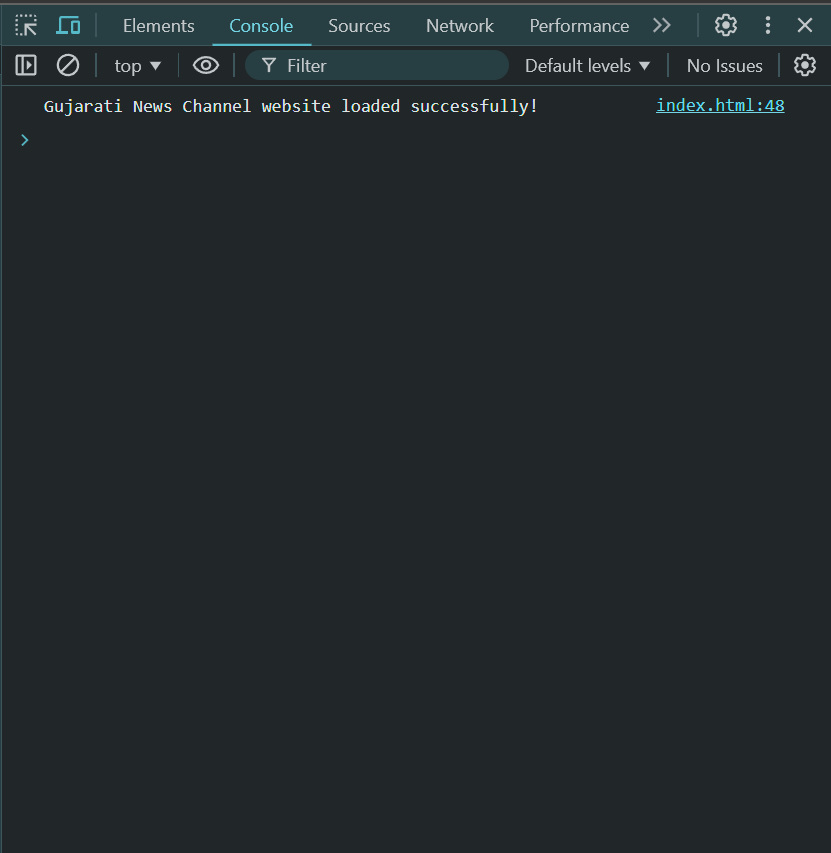 Elements Console Sources Network Performance
top Filter Default levels No Issues
Gujarati News Channel website loaded successfully! index.html:48